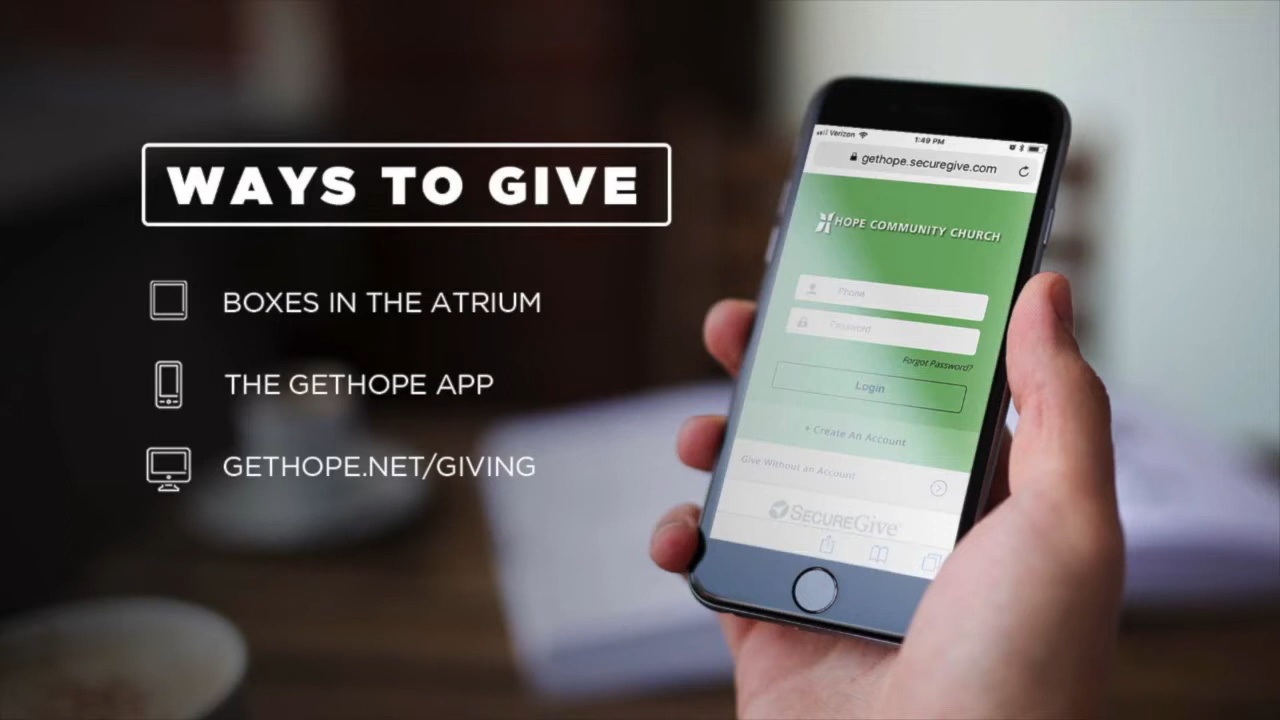 WAYS TO GIVE
BOXES IN THE ATRIUM
THE GETHOPE APP
GETHOPE.NET/GIVING
Verizon
1:49 PM
gethope.securegive.com
HOPE COMMUNITY CHURCH
Phone
Password
Forgot Password?
Login
+ Create An Account
Give Without an Account
SECUREGive